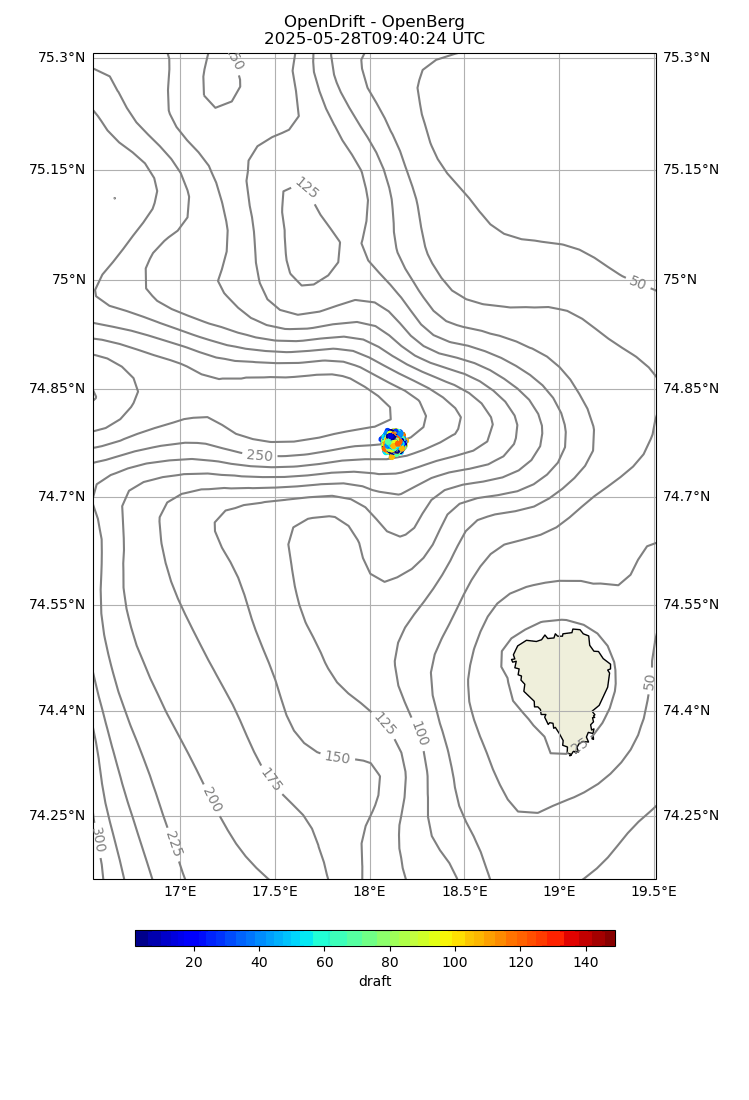 OpenDrift - OpenBerg
2025-05-28T09:40:24 UTC
75.3°N 75.3°N
50
75.15°N 75.15°N
125
75°N 75°N
50
74.85°N 74.85°N
250
74.7°N 74.7°N
74.55°N 74.55°N
50
74.4°N 74.4°N
125
100
25
150
175
200
74.25°N 74.25°N
300
225
17°E 17.5°E 18°E 18.5°E 19°E 19.5°E
20 40 60 80 100 120 140
draft